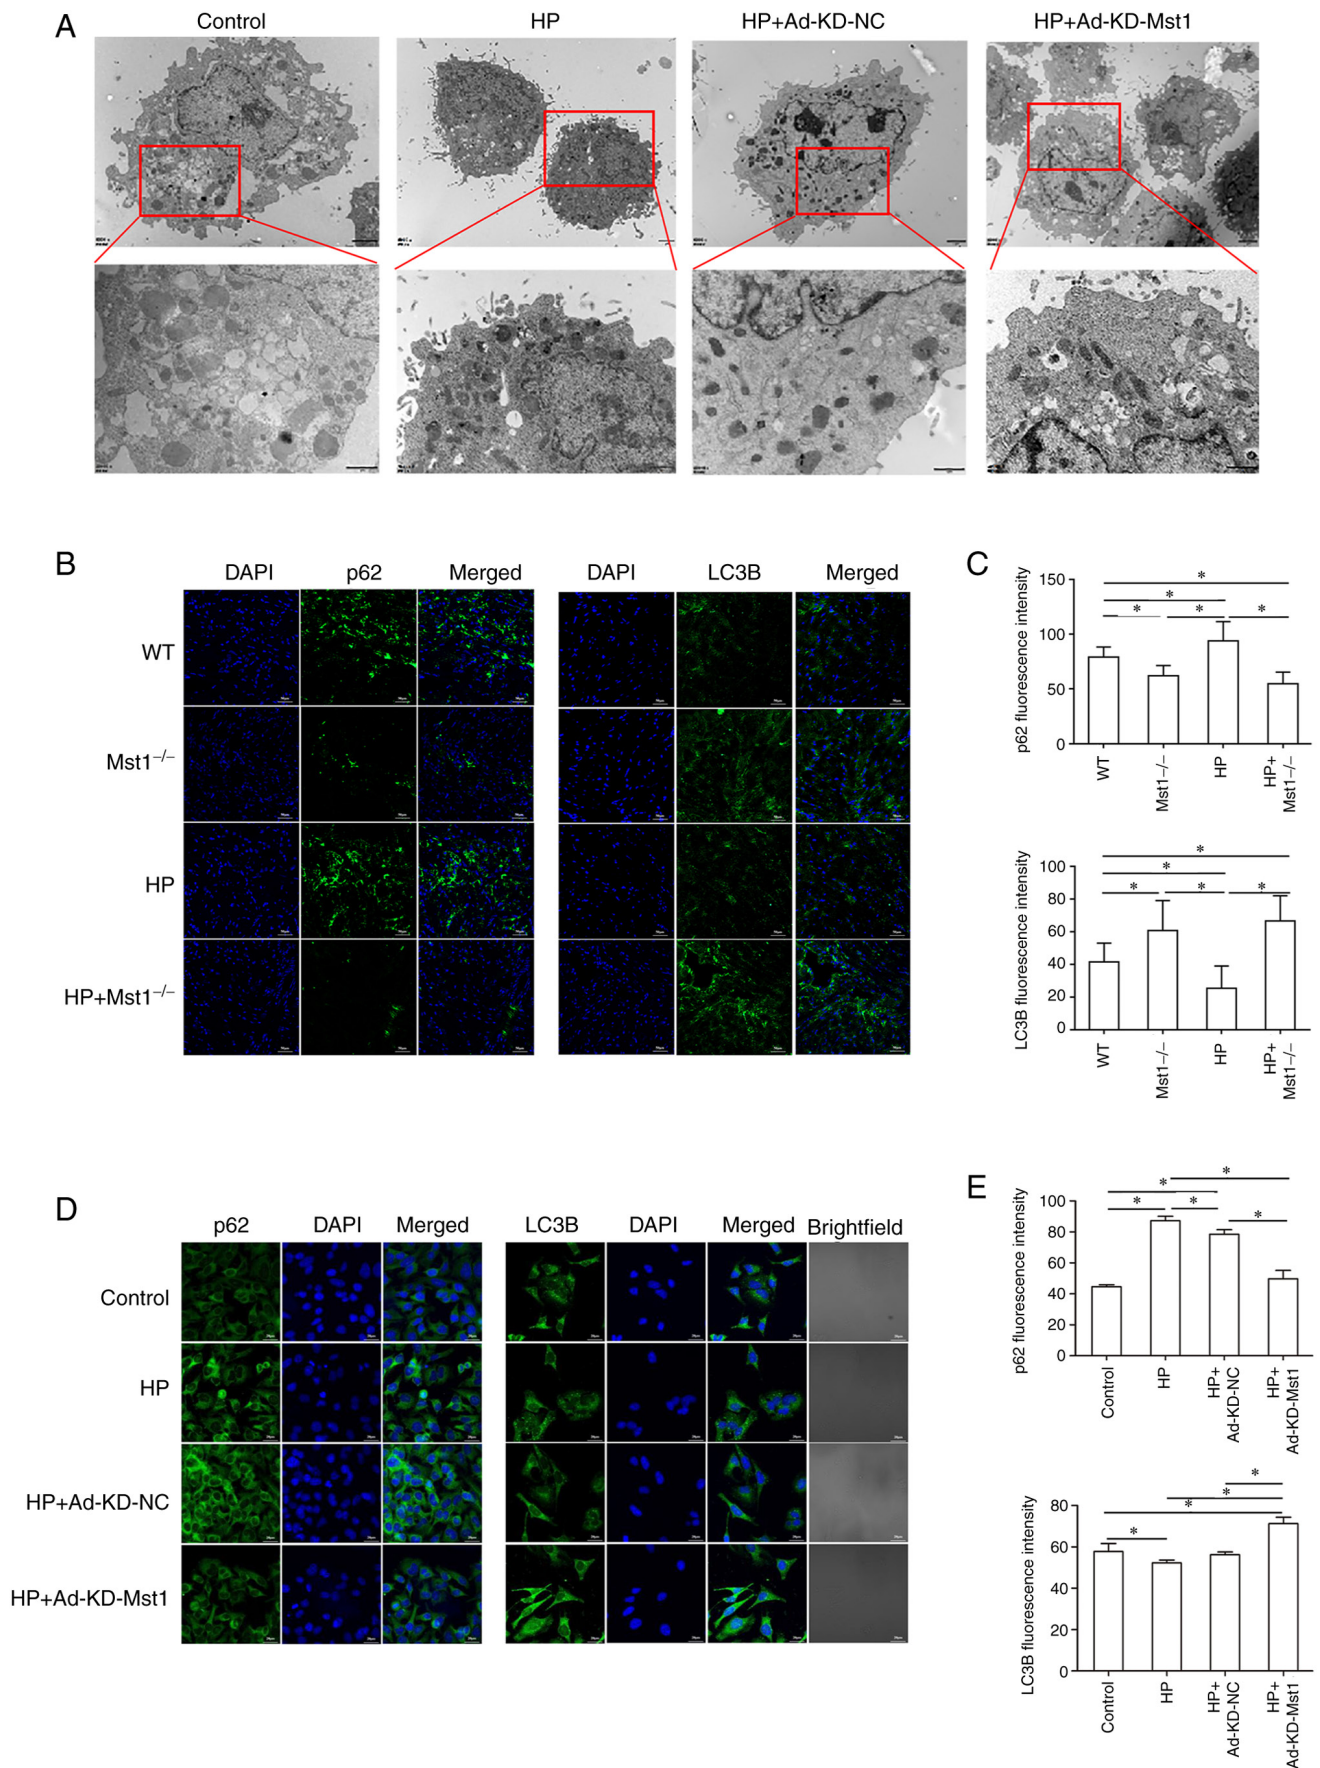 A
Control
HP
HP+Ad-KD-NC
HP+Ad-KD-Mst1
B
DAPI
p62
Merged
DAPI
LC3B
Merged
WT
Mst1−/−
HP
HP+Mst1−/−
C
p62 fluorescence intensity
150
100
50
0
*
*
*
*
*
WT
Mst1−/−
HP
HP+
Mst1−/−
LC3B fluorescence intensity
100
80
60
40
20
0
*
*
*
*
*
WT
Mst1−/−
HP
HP+
Mst1−/−
D
p62
DAPI
Merged
LC3B
DAPI
Merged
Brightfield
Control
HP
HP+Ad-KD-NC
HP+Ad-KD-Mst1
E
p62 fluorescence intensity
100
80
60
40
20
0
*
*
*
*
*
Control
HP
HP+
Ad-KD-NC
HP+
Ad-KD-Mst1
LC3B fluorescence intensity
80
60
40
20
0
*
*
*
*
Control
HP
HP+
Ad-KD-NC
HP+
Ad-KD-Mst1